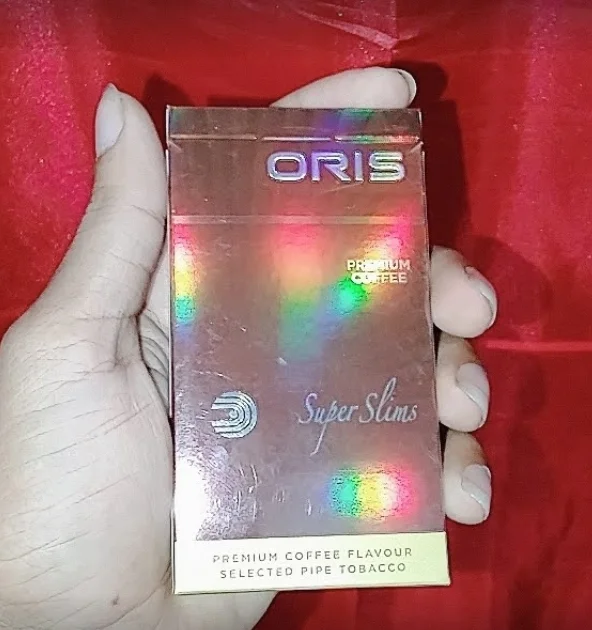 ORIS
PREMIUM
COFFEE
Super Slims
PREMIUM COFFEE FLAVOUR
SELECTED PIPE TOBACCO